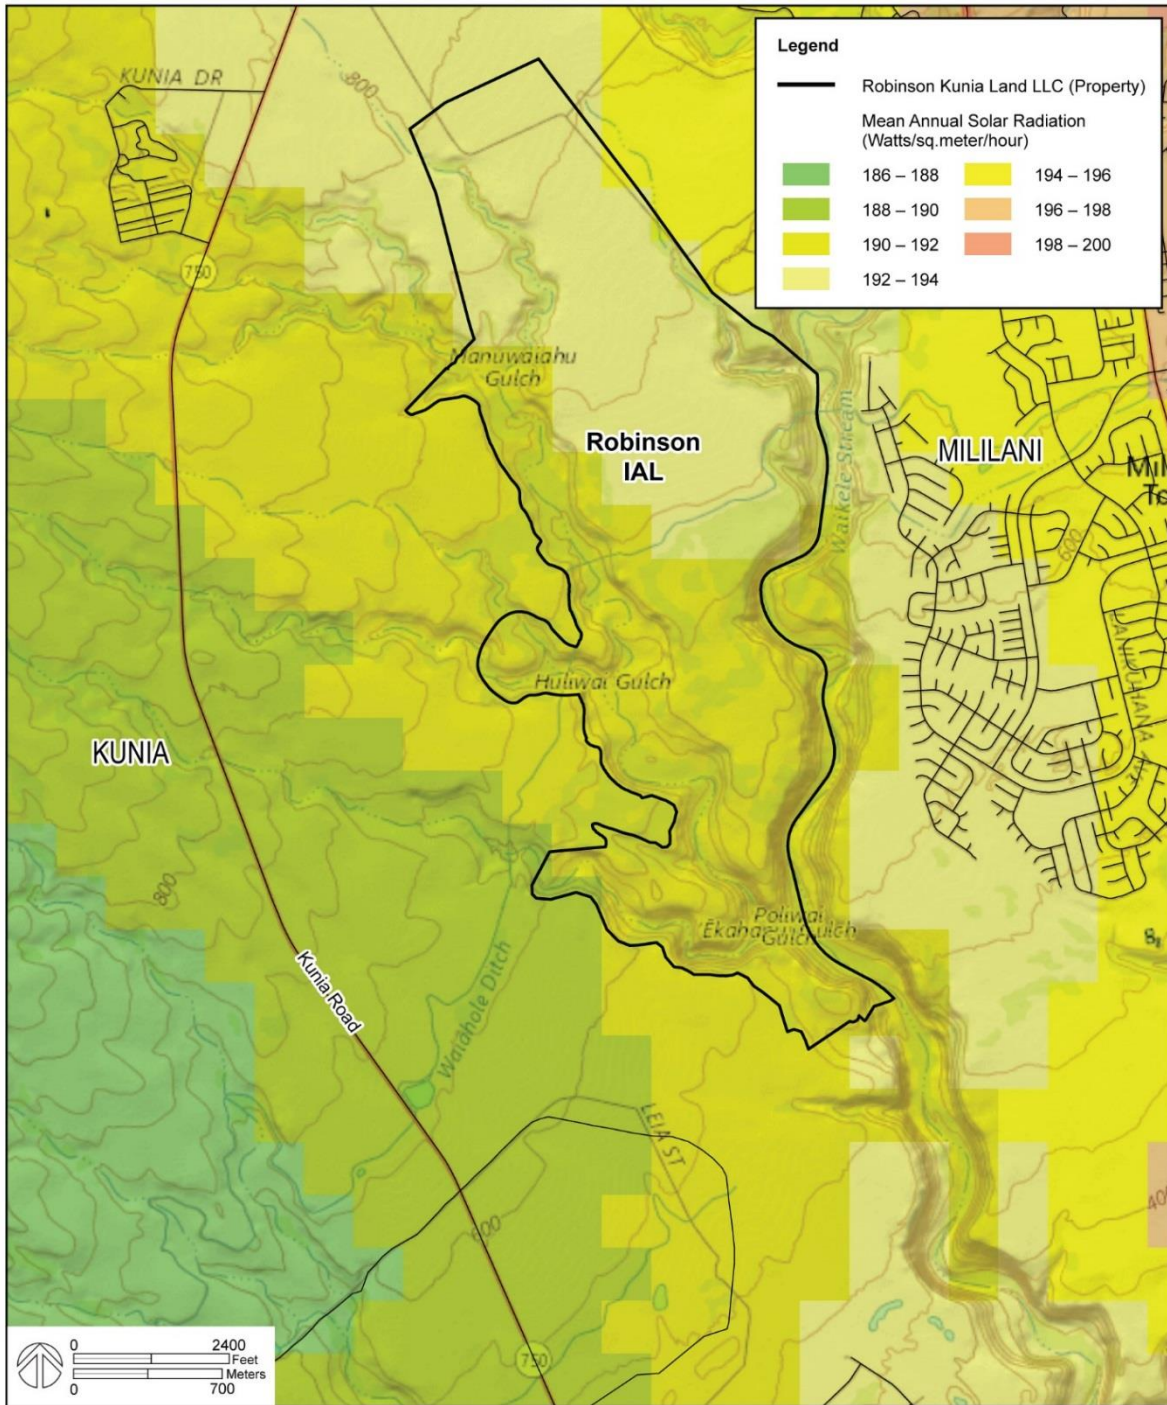 Legend
Robinson Kunia Land LLC (Property)
Mean Annual Solar Radiation
(Watts/sq.meter/hour)
186 – 188
194 – 196
188 – 190
196 – 198
190 – 192
198 – 200
192 – 194
KUNIA DR
800
750
Manuwaiahu
Gulch
Robinson
IAL
Waikele Stream
MILILANI
600
LANIKUHANA
Huliwai Gulch
KUNIA
800
Poliwai
Gulch
Kunia Road
Waiahole Ditch
LEIA ST
600
400
750
0
2400
Feet
Meters
0
700